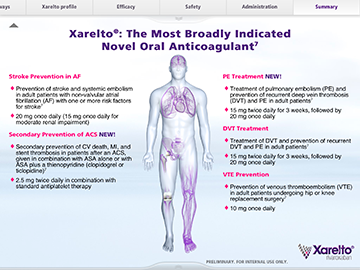 ways
Xarelto profile
Efficacy
Safety
Administration
Summary
Xarelto®: The Most Broadly Indicated
Novel Oral Anticoagulant⁷
Stroke Prevention in AF
Prevention of stroke and systemic embolism
in adult patients with non-valvular atrial
fibrillation (AF) with one or more risk factors
for stroke
20 mg once daily (15 mg once daily for
moderate renal impairment)
Secondary Prevention of ACS NEW!
Secondary prevention of CV death, MI, and
stent thrombosis in patients after an ACS,
given in combination with ASA alone or with
ASA plus a thienopyridine (clopidogrel or
ticlopidine)
2.5 mg twice daily in combination with
standard antiplatelet therapy
PE Treatment NEW!
Treatment of pulmonary embolism (PE) and
prevention of recurrent deep vein thrombosis
(DVT) and PE in adult patients
15 mg twice daily for 3 weeks, followed by
20 mg once daily
DVT Treatment
Treatment of DVT and prevention of recurrent
DVT and PE in adult patients
15 mg twice daily for 3 weeks, followed by
20 mg once daily
VTE Prevention
Prevention of venous thromboembolism (VTE)
in adult patients undergoing hip or knee
replacement surgery
10 mg once daily
PRELIMINARY. FOR INTERNAL USE ONLY.
Xarelto®
rivaroxaban